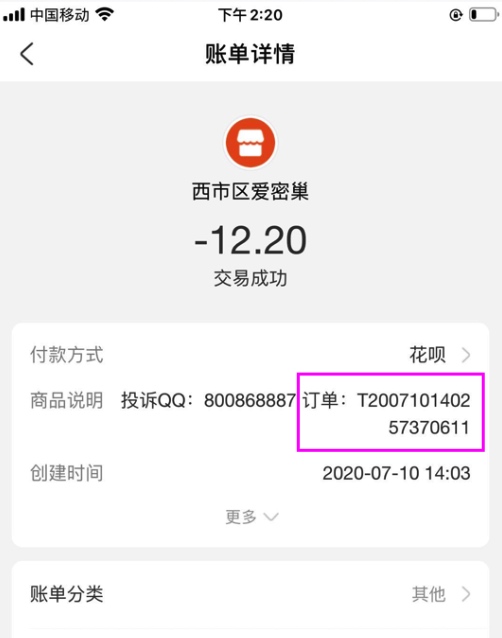 中国移动 下午 2:20
账单详情
西市区爱密巢
-12.20
交易成功
付款方式 花呗
商品说明 投诉QQ：800868887 订单：T2007101402
57370611
创建时间 2020-07-10 14:03
更多
账单分类 其他